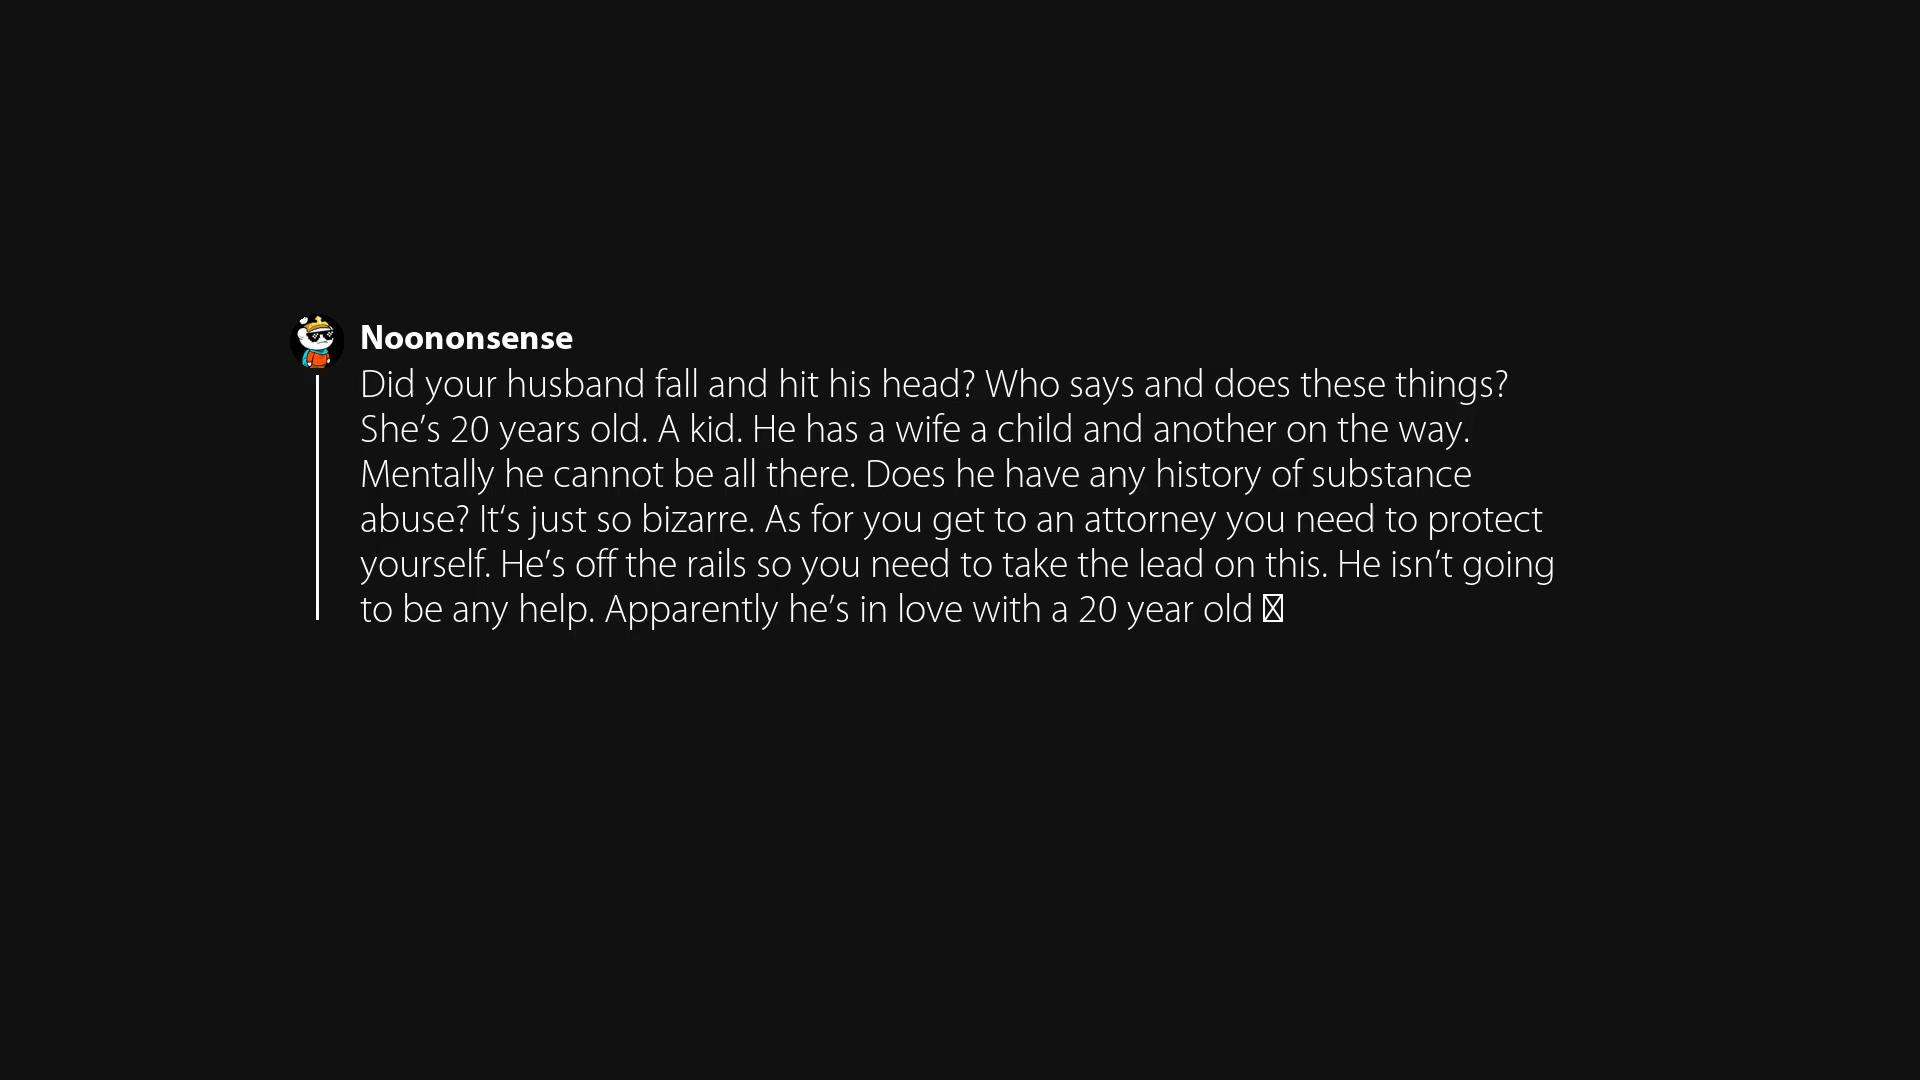 Noononsense
Did your husband fall and hit his head? Who says and does these things?
She’s 20 years old. A kid. He has a wife a child and another on the way.
Mentally he cannot be all there. Does he have any history of substance
abuse? It‘s just so bizarre. As for you get to an attorney you need to protect
yourself. He’s off the rails so you need to take the lead on this. He isn’t going
to be any help. Apparently he’s in love with a 20 year old